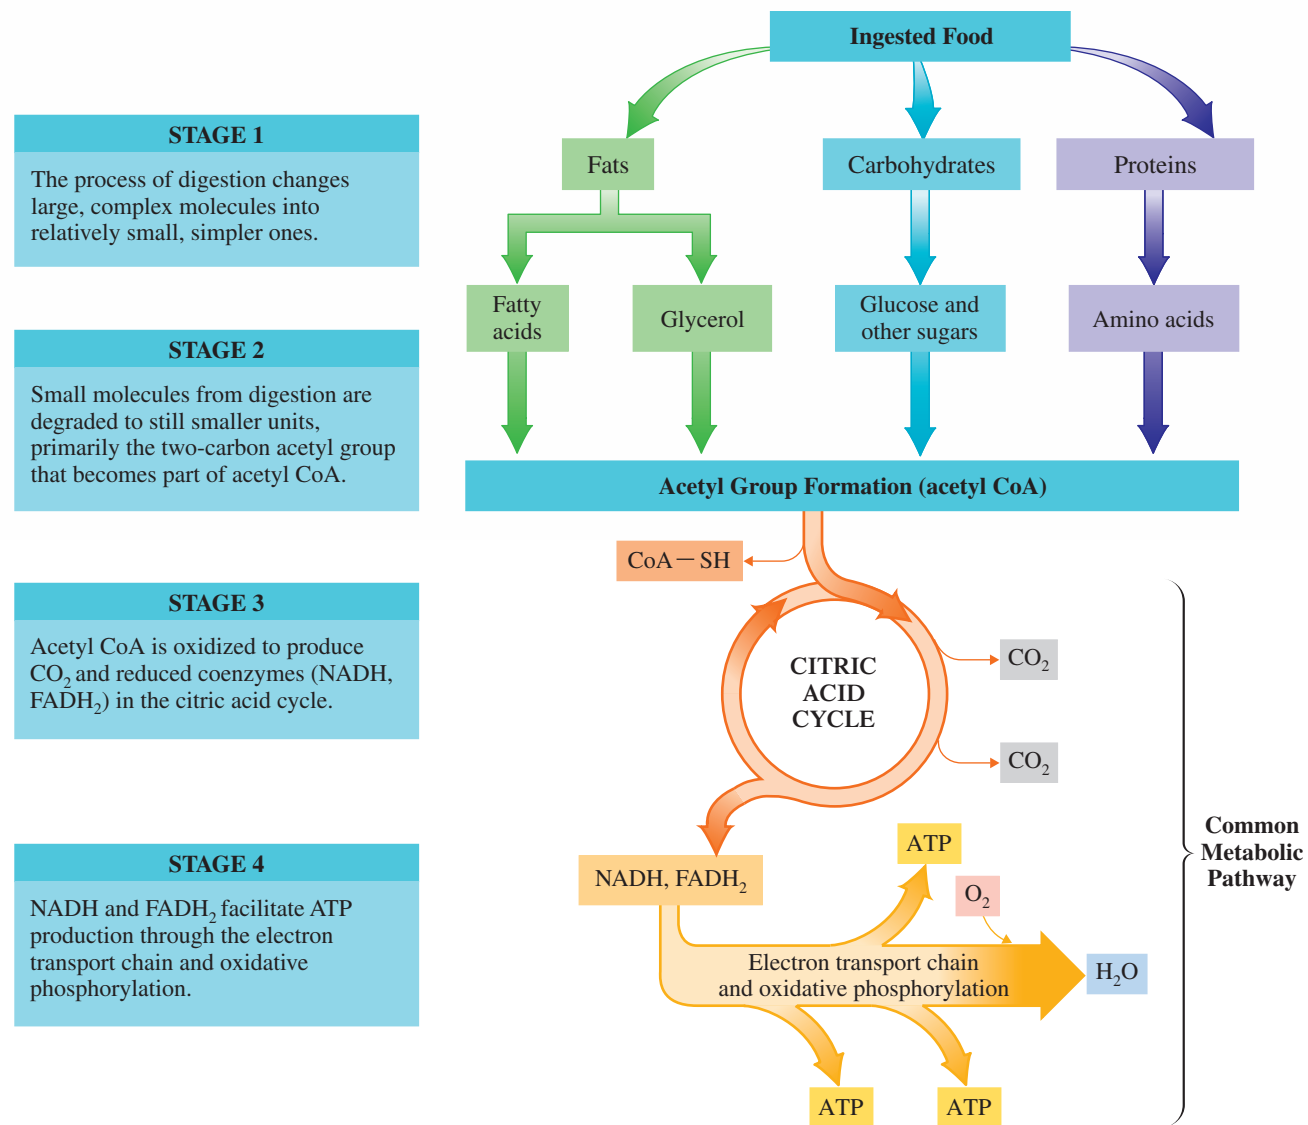 Ingested Food
STAGE 1
The process of digestion changes
large, complex molecules into
relatively small, simpler ones.
Fats
Carbohydrates
Proteins
Fatty
acids
Glycerol
Glucose and
other sugars
Amino acids
STAGE 2
Small molecules from digestion are
degraded to still smaller units,
primarily the two-carbon acetyl group
that becomes part of acetyl CoA.
Acetyl Group Formation (acetyl CoA)
CoA—SH
STAGE 3
Acetyl CoA is oxidized to produce
CO₂ and reduced coenzymes (NADH,
FADH₂) in the citric acid cycle.
CITRIC
ACID
CYCLE
CO₂
CO₂
Common
Metabolic
Pathway
STAGE 4
NADH and FADH₂ facilitate ATP
production through the electron
transport chain and oxidative
phosphorylation.
NADH, FADH₂
ATP
O₂
Electron transport chain
and oxidative phosphorylation
H₂O
ATP
ATP